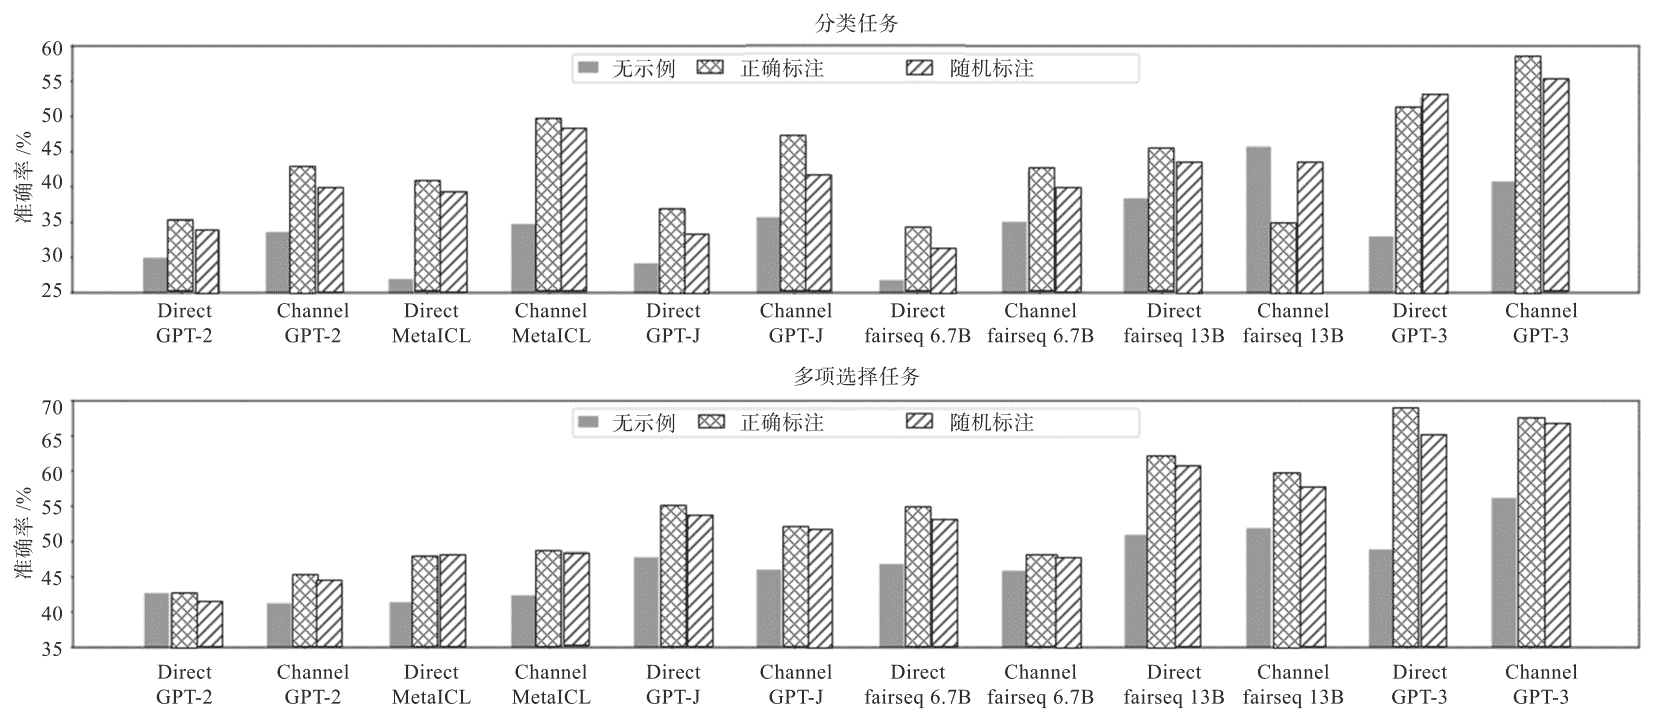 分类任务
无示例 正确标注 随机标注
准确率 /%
60
55
50
45
40
35
30
25
Direct Channel Direct Channel Direct Channel Direct Channel Direct Channel Direct Channel
GPT-2 GPT-2 MetaICL MetaICL GPT-J GPT-J fairseq 6.7B fairseq 6.7B fairseq 13B fairseq 13B GPT-3 GPT-3
多项选择任务
无示例 正确标注 随机标注
准确率 /%
70
65
60
55
50
45
40
35
Direct Channel Direct Channel Direct Channel Direct Channel Direct Channel Direct Channel
GPT-2 GPT-2 MetaICL MetaICL GPT-J GPT-J fairseq 6.7B fairseq 6.7B fairseq 13B fairseq 13B GPT-3 GPT-3